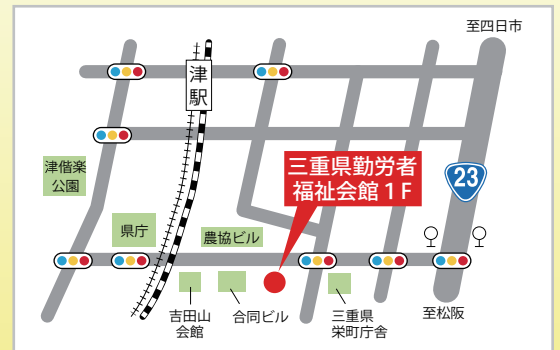 至四日市
津駅
三重県勤労者
福祉会館１F
23
津偕楽
公園
県庁
農協ビル
吉田山
会館
合同ビル
三重県
栄町庁舎
至松阪